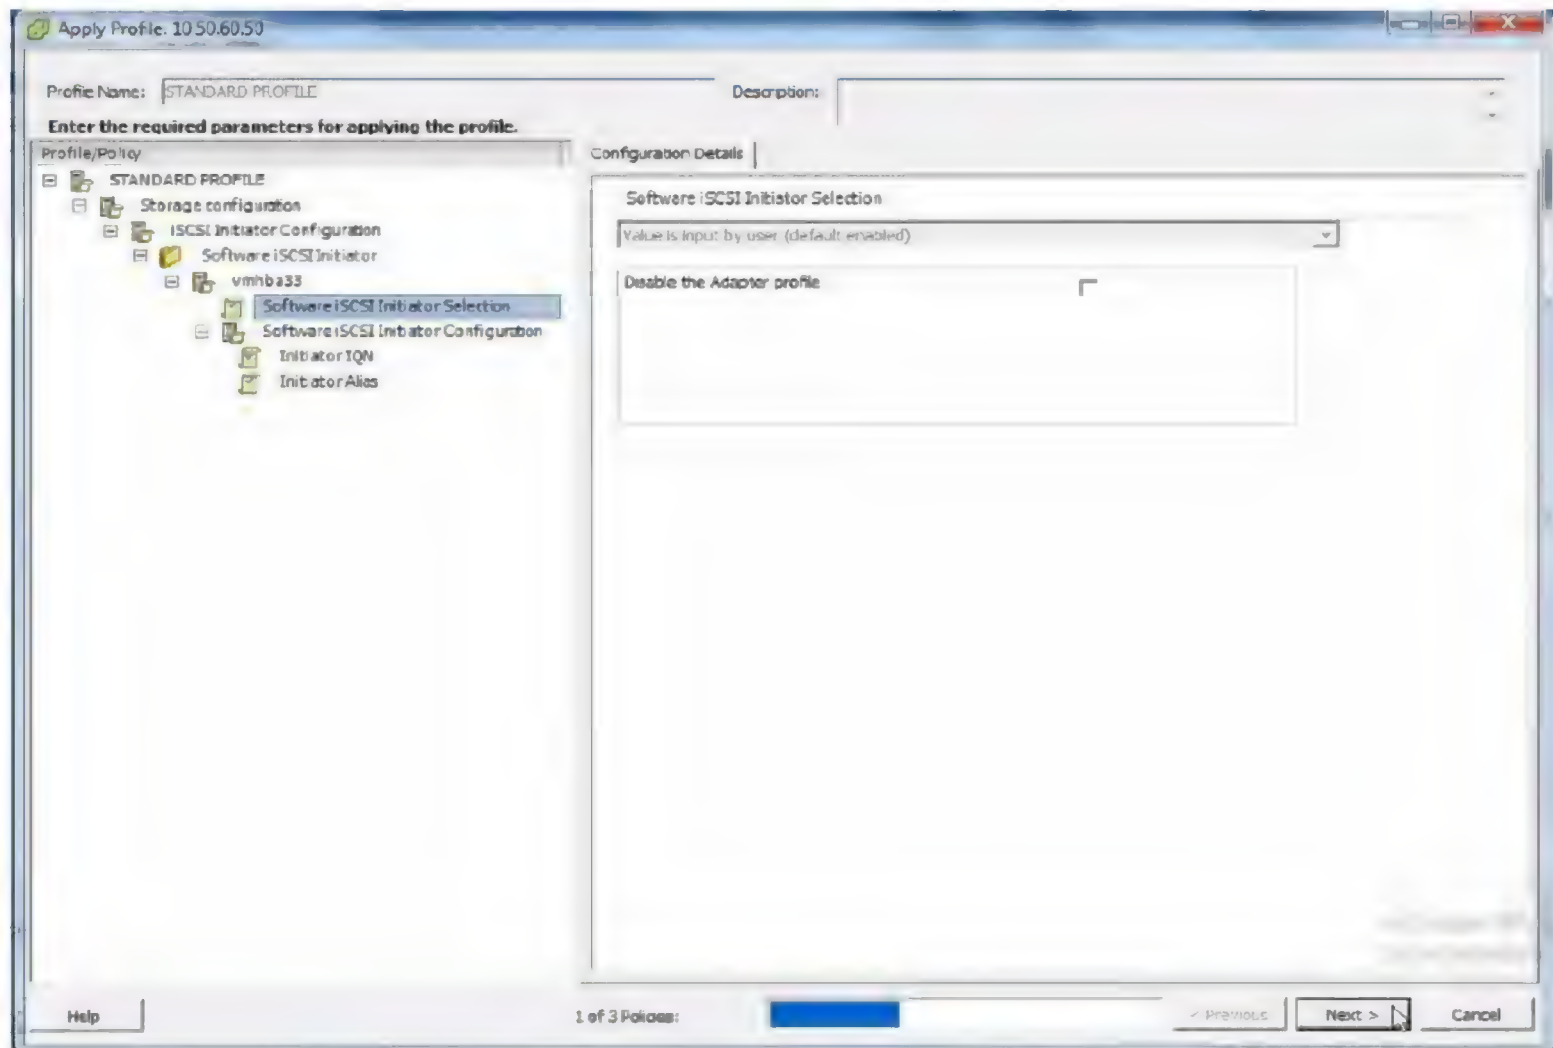 Apply Profile: 10.50.60.50
Profile Name: STANDARD PROFILE
Description:
Enter the required parameters for applying the profile.
Profile/Policy
STANDARD PROFILE
Storage configuration
iSCSI Initiator Configuration
Software iSCSI Initiator
vmhba33
Software iSCSI Initiator Selection
Software iSCSI Initiator Configuration
Initiator IQN
Initiator Alias
Configuration Details
Software iSCSI Initiator Selection
Value is input by user (default enabled)
Disable the Adapter profile
Help
1 of 3 Policies:
< Previous
Next >
Cancel